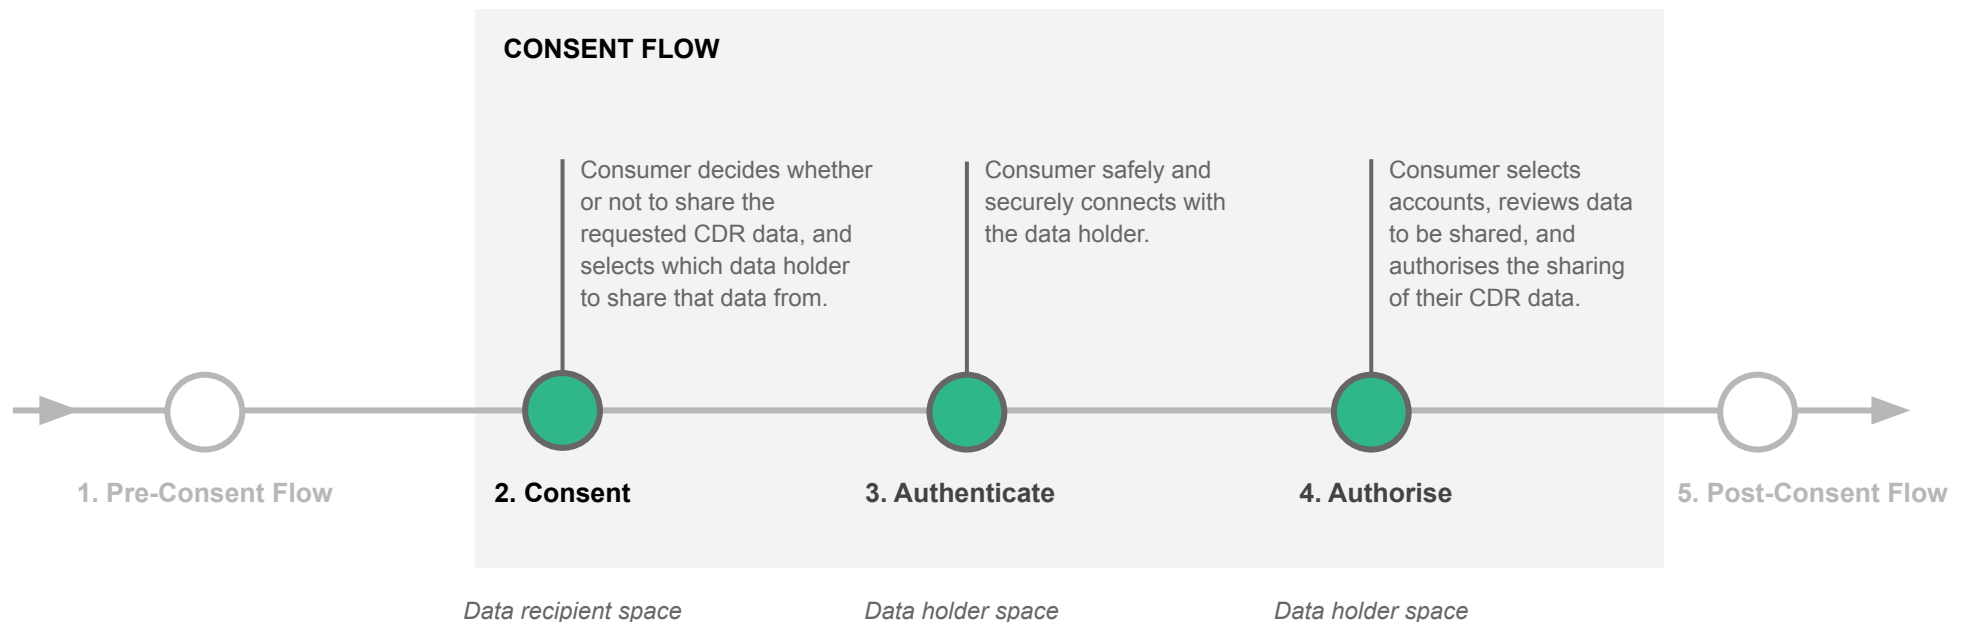 CONSENT FLOW
Consumer decides whether
or not to share the
requested CDR data, and
selects which data holder
to share that data from.
Consumer safely and
securely connects with
the data holder.
Consumer selects
accounts, reviews data
to be shared, and
authorises the sharing
of their CDR data.
1. Pre-Consent Flow
2. Consent
3. Authenticate
4. Authorise
5. Post-Consent Flow
Data recipient space
Data holder space
Data holder space